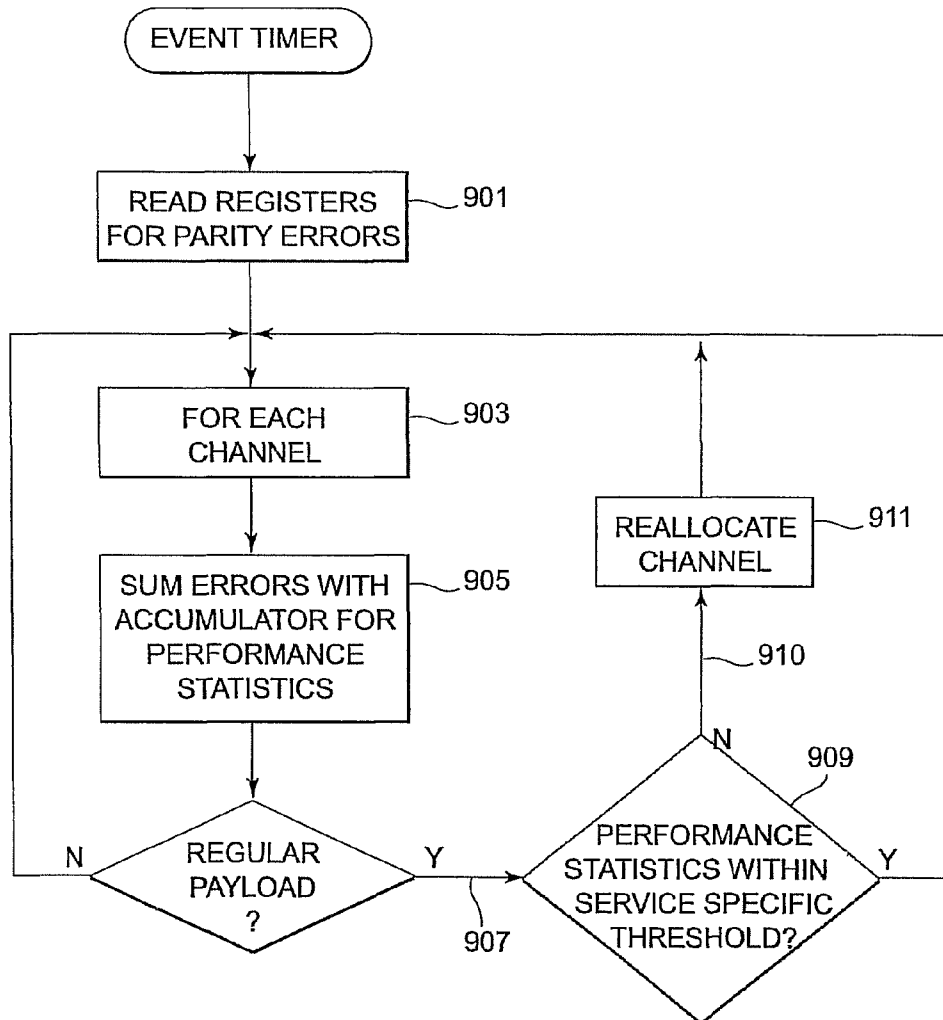 EVENT TIMER
READ REGISTERS
FOR PARITY ERRORS
901
FOR EACH
CHANNEL
903
SUM ERRORS WITH
ACCUMULATOR FOR
PERFORMANCE
STATISTICS
905
REALLOCATE
CHANNEL
911
910
N
REGULAR
PAYLOAD
?
Y
907
N
909
PERFORMANCE
STATISTICS WITHIN
SERVICE SPECIFIC
THRESHOLD?
Y